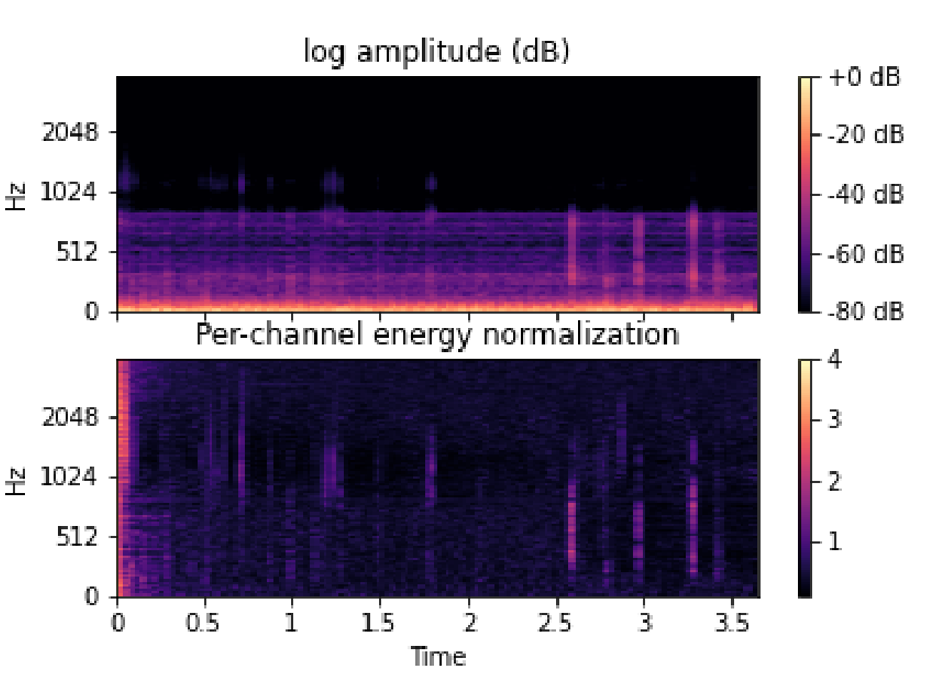 log amplitude (dB)
Hz
2048
1024
512
0
+0 dB
-20 dB
-40 dB
-60 dB
-80 dB
Per-channel energy normalization
Hz
2048
1024
512
0
0 0.5 1 1.5 2 2.5 3 3.5
Time
4
3
2
1